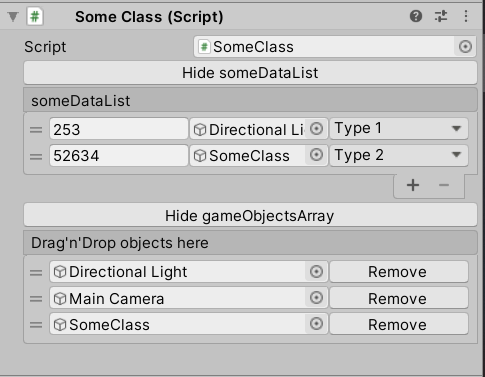 Some Class (Script)
Script SomeClass
Hide someDataList
someDataList
253 Directional Li Type 1
52634 SomeClass Type 2
Hide gameObjectsArray
Drag'n'Drop objects here
Directional Light Remove
Main Camera Remove
SomeClass Remove